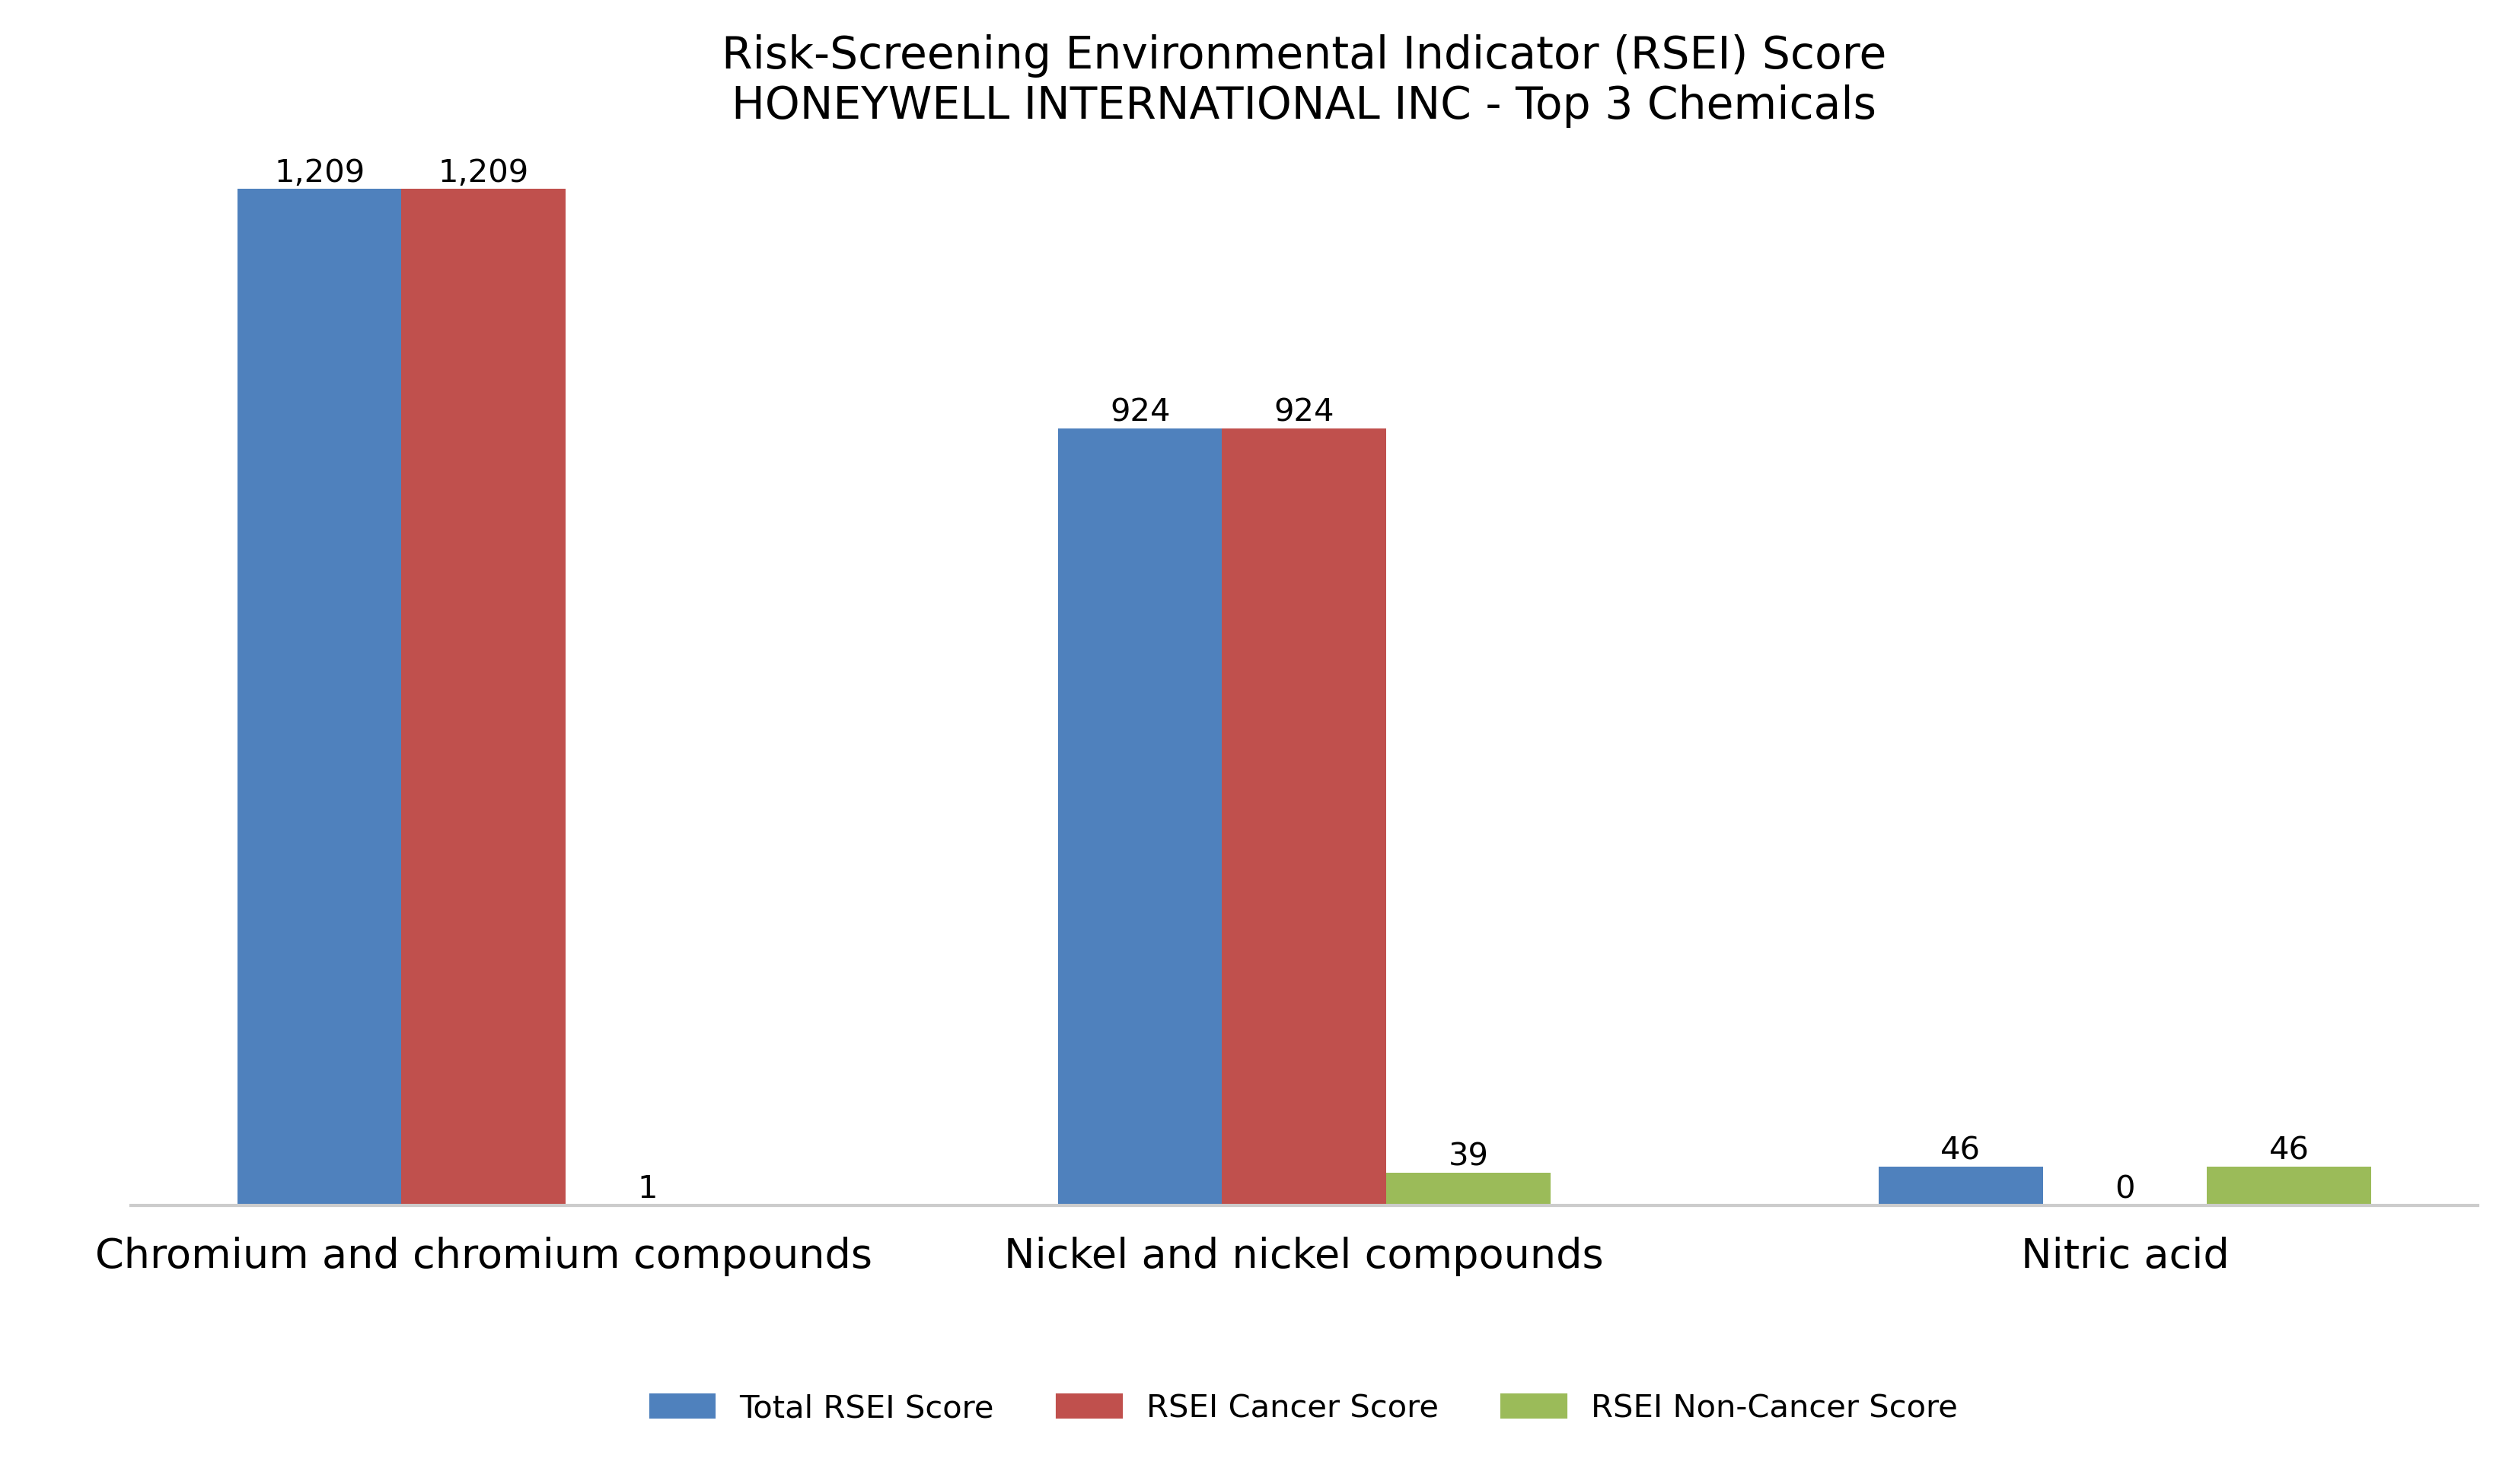 Risk-Screening Environmental Indicator (RSEI) Score
HONEYWELL INTERNATIONAL INC - Top 3 Chemicals
1,209
1,209
1
924
924
39
46
0
46
Chromium and chromium compounds
Nickel and nickel compounds
Nitric acid
Total RSEI Score
RSEI Cancer Score
RSEI Non-Cancer Score